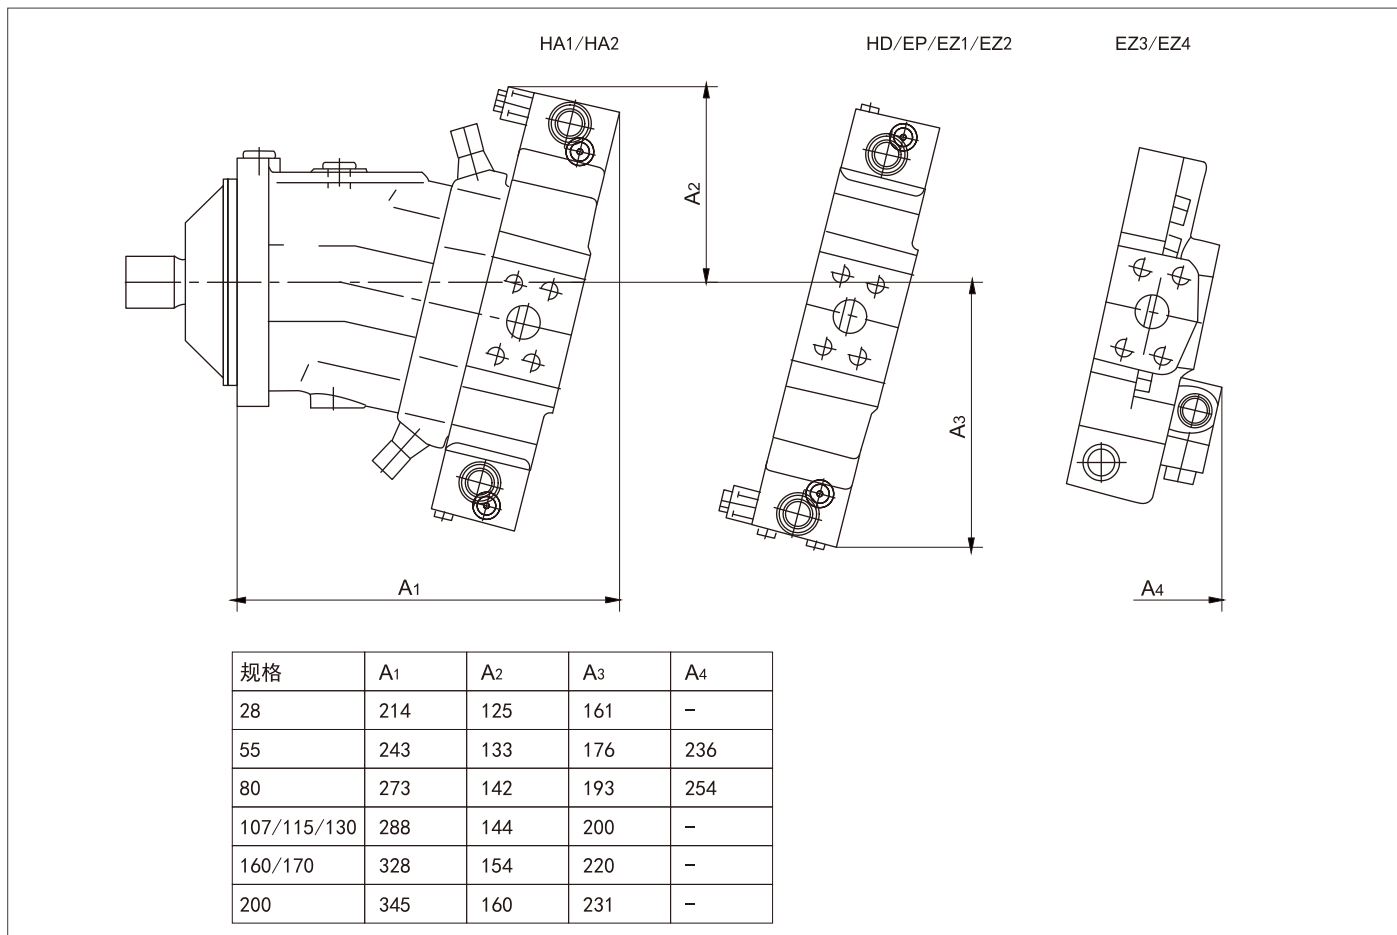 HA1/HA2 HD/EP/EZ1/EZ2 EZ3/EZ4
A2
A3
A1 A4
规格 A1 A2 A3 A4
28 214 125 161 -
55 243 133 176 236
80 273 142 193 254
107/115/130 288 144 200 -
160/170 328 154 220 -
200 345 160 231 -